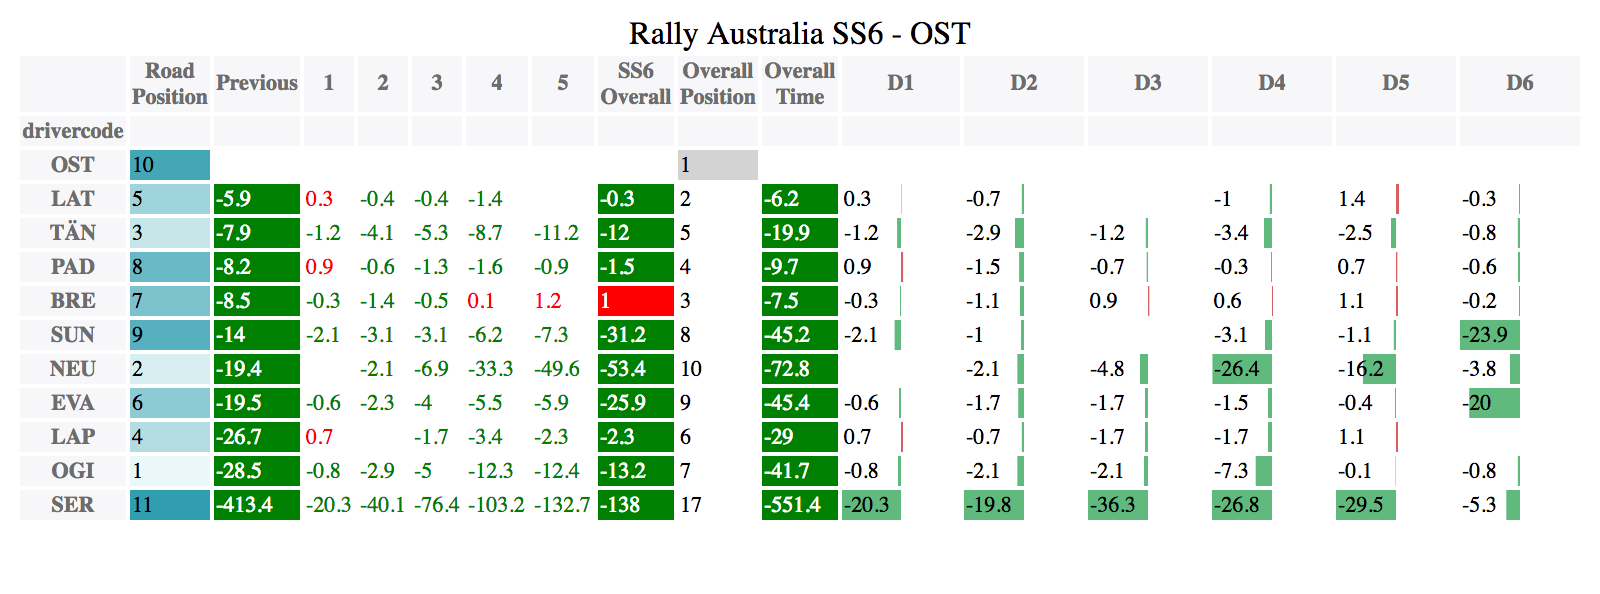 Rally Australia SS6 - OST
Road Position Previous 1 2 3 4 5 SS6 Overall Overall Position Overall Time D1 D2 D3 D4 D5 D6
drivercode
OST 10 1
LAT 5 -5.9 0.3 -0.4 -0.4 -1.4 -0.3 2 -6.2 0.3 -0.7 -1 1.4 -0.3
TÄN 3 -7.9 -1.2 -4.1 -5.3 -8.7 -11.2 -12 5 -19.9 -1.2 -2.9 -1.2 -3.4 -2.5 -0.8
PAD 8 -8.2 0.9 -0.6 -1.3 -1.6 -0.9 -1.5 4 -9.7 0.9 -1.5 -0.7 -0.3 0.7 -0.6
BRE 7 -8.5 -0.3 -1.4 -0.5 0.1 1.2 1 3 -7.5 -0.3 -1.1 0.9 0.6 1.1 -0.2
SUN 9 -14 -2.1 -3.1 -3.1 -6.2 -7.3 -31.2 8 -45.2 -2.1 -1 -3.1 -1.1 -23.9
NEU 2 -19.4 -2.1 -6.9 -33.3 -49.6 -53.4 10 -72.8 -2.1 -4.8 -26.4 -16.2 -3.8
EVA 6 -19.5 -0.6 -2.3 -4 -5.5 -5.9 -25.9 9 -45.4 -0.6 -1.7 -1.7 -1.5 -0.4 -20
LAP 4 -26.7 0.7 -1.7 -3.4 -2.3 -2.3 6 -29 0.7 -0.7 -1.7 -1.7 1.1
OGI 1 -28.5 -0.8 -2.9 -5 -12.3 -12.4 -13.2 7 -41.7 -0.8 -2.1 -2.1 -7.3 -0.1 -0.8
SER 11 -413.4 -20.3 -40.1 -76.4 -103.2 -132.7 -138 17 -551.4 -20.3 -19.8 -36.3 -26.8 -29.5 -5.3